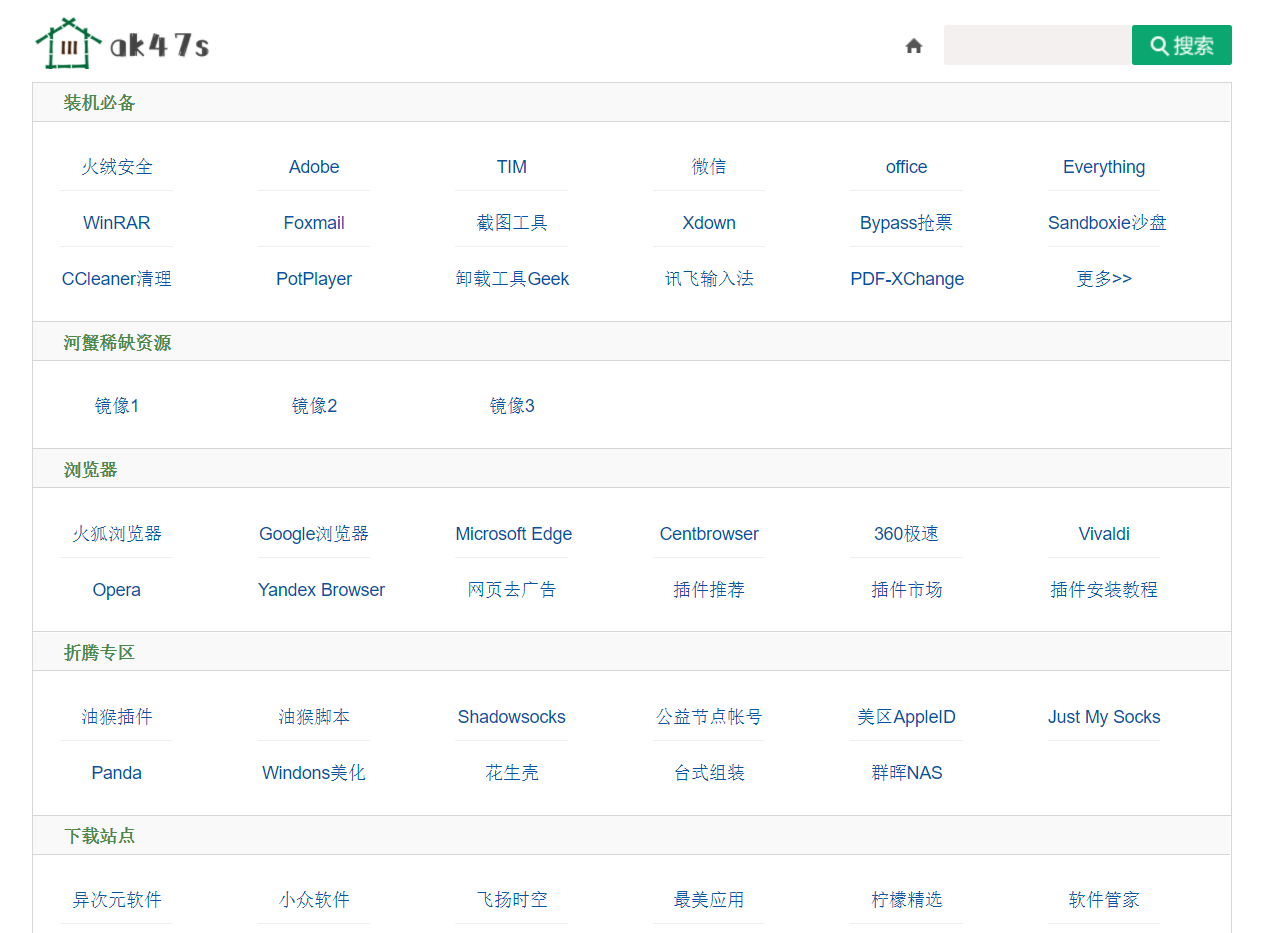 ak47s 搜索
装机必备
火绒安全 Adobe TIM 微信 office Everything
WinRAR Foxmail 截图工具 Xdown Bypass抢票 Sandboxie沙盘
CCleaner清理 PotPlayer 卸载工具Geek 讯飞输入法 PDF-XChange 更多>>
河蟹稀缺资源
镜像1 镜像2 镜像3
浏览器
火狐浏览器 Google浏览器 Microsoft Edge Centbrowser 360极速 Vivaldi
Opera Yandex Browser 网页去广告 插件推荐 插件市场 插件安装教程
折腾专区
油猴插件 油猴脚本 Shadowsocks 公益节点帐号 美区AppleID Just My Socks
Panda Windons美化 花生壳 台式组装 群晖NAS
下载站点
异次元软件 小众软件 飞扬时空 最美应用 柠檬精选 软件管家